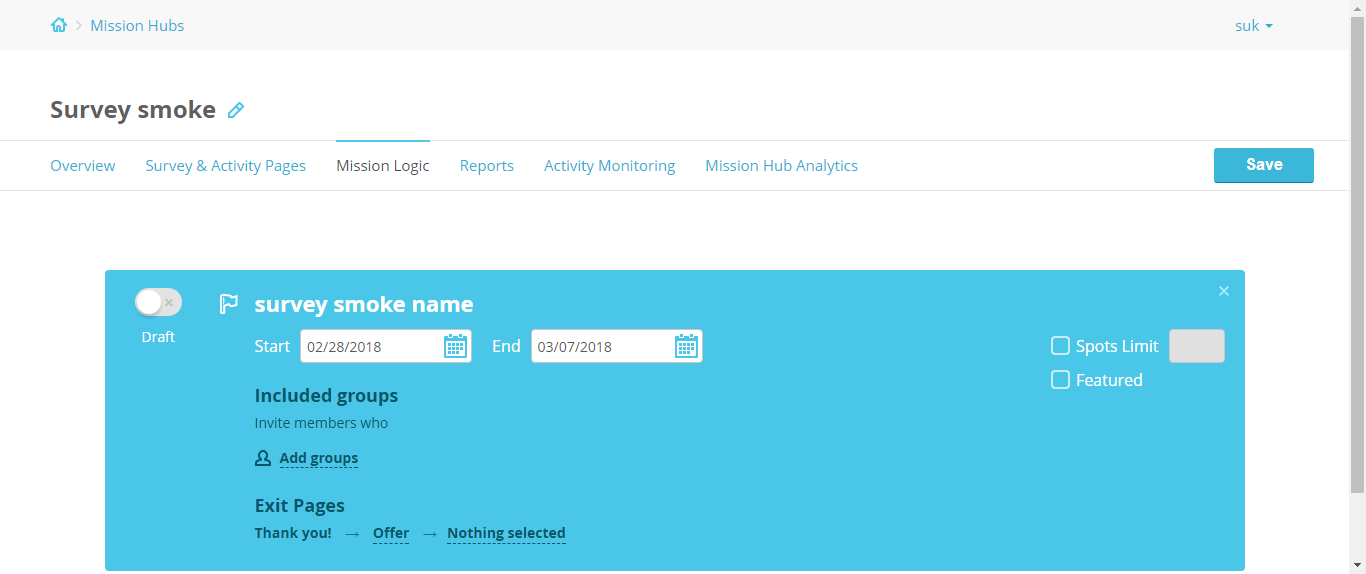 Mission Hubs
suk
Survey smoke
Overview Survey & Activity Pages Mission Logic Reports Activity Monitoring Mission Hub Analytics Save
survey smoke name
Draft
Start 02/28/2018 End 03/07/2018 Spots Limit
Featured
Included groups
Invite members who
Add groups
Exit Pages
Thank you! → Offer → Nothing selected